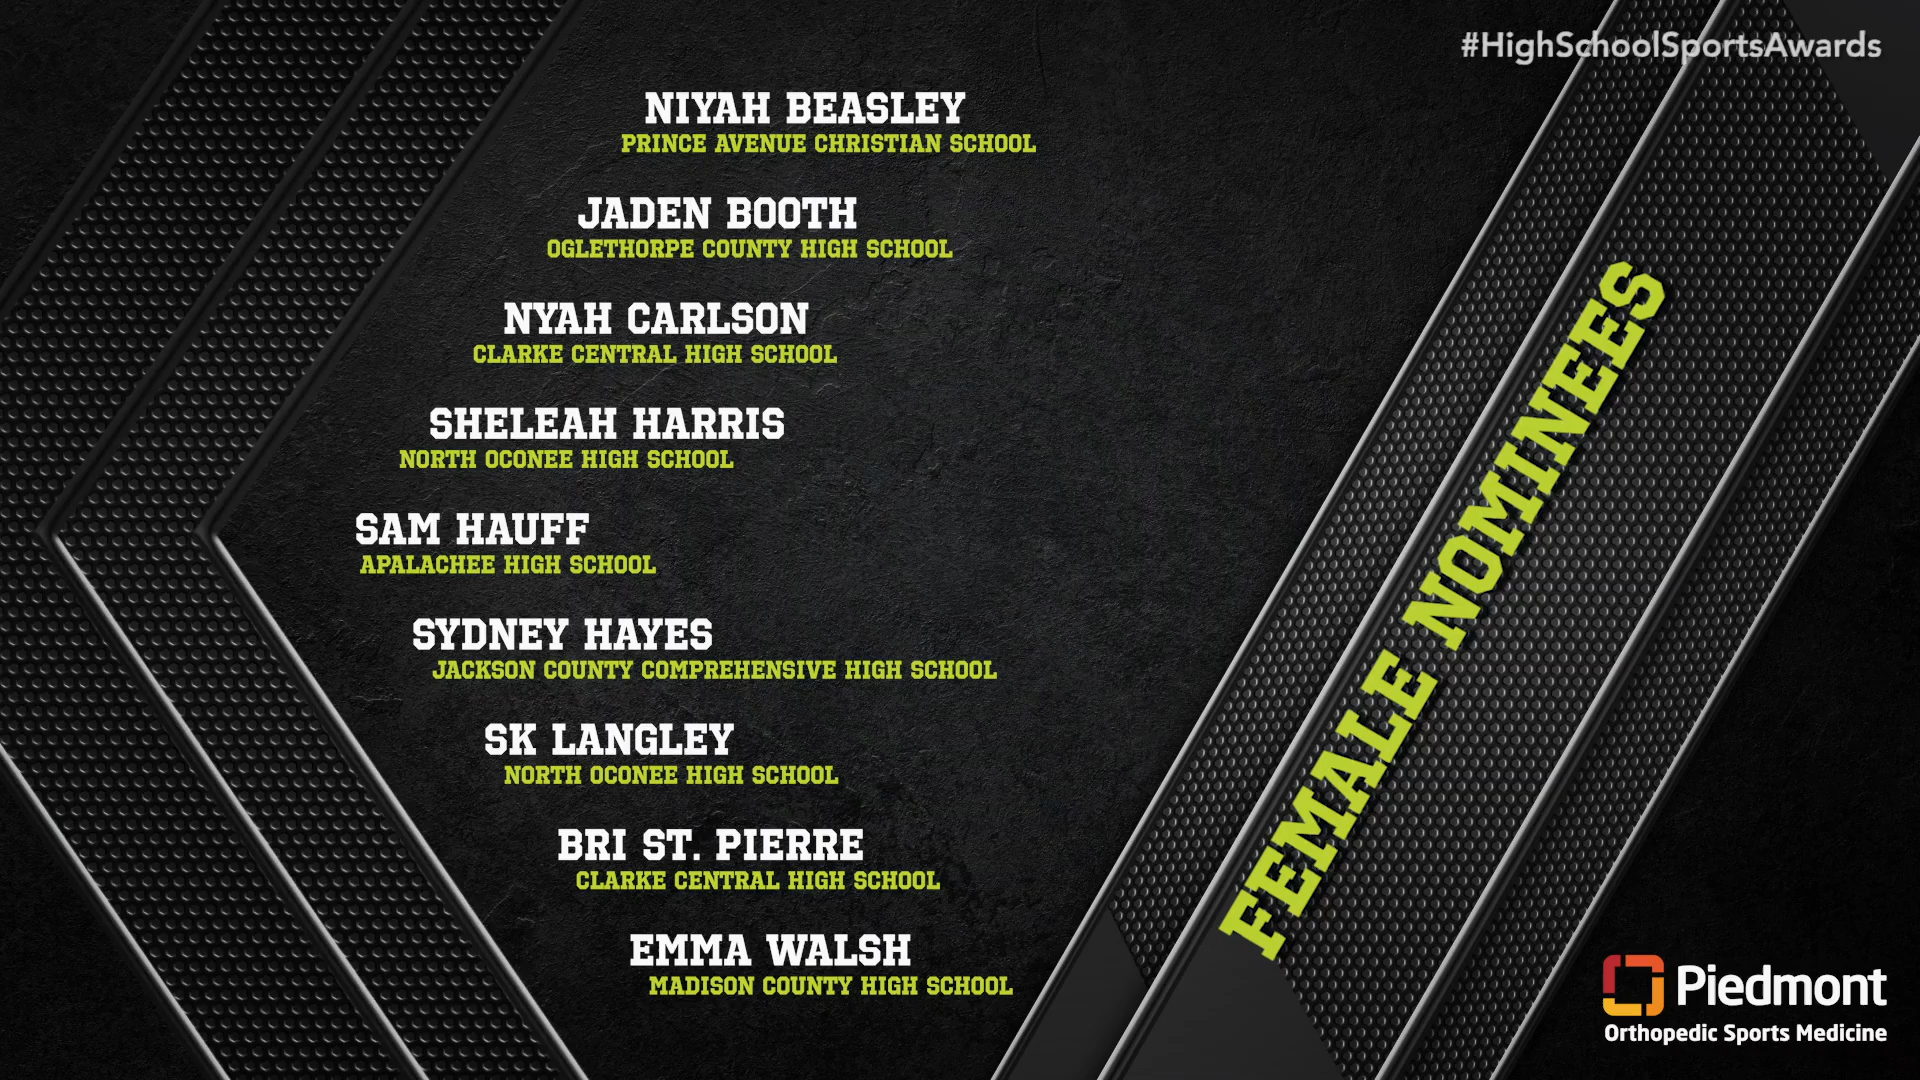 #HighSchoolSportsAwards
NIYAH BEASLEY
PRINCE AVENUE CHRISTIAN SCHOOL
JADEN BOOTH
OGLETHORPE COUNTY HIGH SCHOOL
NYAH CARLSON
CLARKE CENTRAL HIGH SCHOOL
SHELEAH HARRIS
NORTH OCONEE HIGH SCHOOL
SAM HAUFF
APALACHEE HIGH SCHOOL
SYDNEY HAYES
JACKSON COUNTY COMPREHENSIVE HIGH SCHOOL
SK LANGLEY
NORTH OCONEE HIGH SCHOOL
BRI ST. PIERRE
CLARKE CENTRAL HIGH SCHOOL
EMMA WALSH
MADISON COUNTY HIGH SCHOOL
FEMALE NOMINEES
Piedmont
Orthopedic Sports Medicine